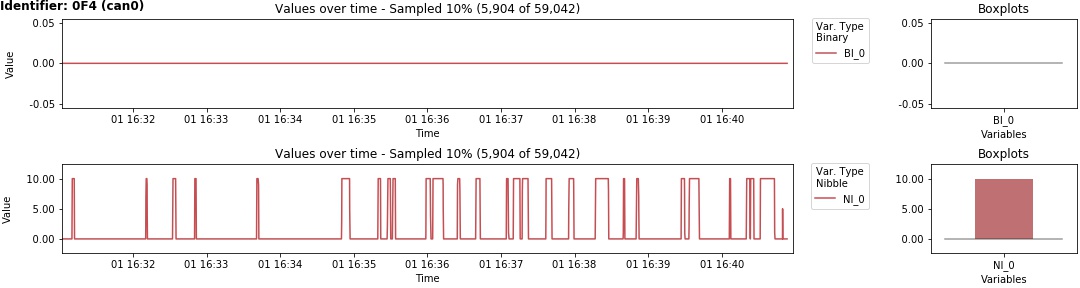 Identifier: 0F4 (can0)
Values over time - Sampled 10% (5,904 of 59,042)
Boxplots
0.05
0.00
-0.05
Value
01 16:32 01 16:33 01 16:34 01 16:35 01 16:36 01 16:37 01 16:38 01 16:39 01 16:40
Time
Var. Type
Binary
BI_0
0.05
0.00
-0.05
BI_0
Variables
Values over time - Sampled 10% (5,904 of 59,042)
Boxplots
10.00
5.00
0.00
Value
01 16:32 01 16:33 01 16:34 01 16:35 01 16:36 01 16:37 01 16:38 01 16:39 01 16:40
Time
Var. Type
Nibble
NI_0
10.00
5.00
0.00
NI_0
Variables